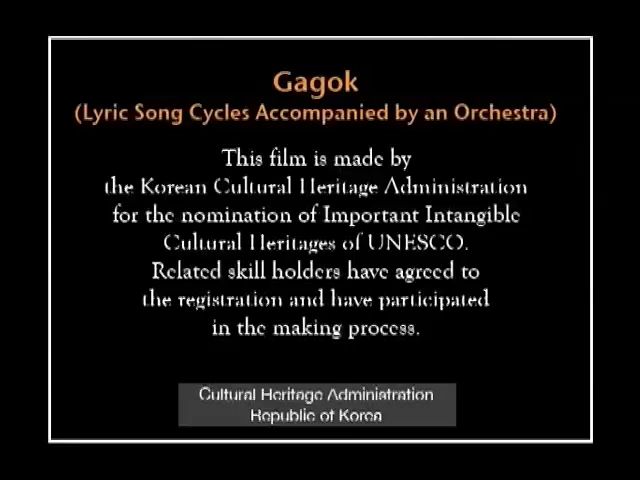 Gagok
(Lyric Song Cycles Accompanied by an Orchestra)
This film is made by
the Korean Cultural Heritage Administration
for the nomination of Important Intangible
Cultural Heritages of UNESCO.
Related skill holders have agreed to
the registration and have participated
in the making process.
Cultural Heritage Administration
Republic of Korea